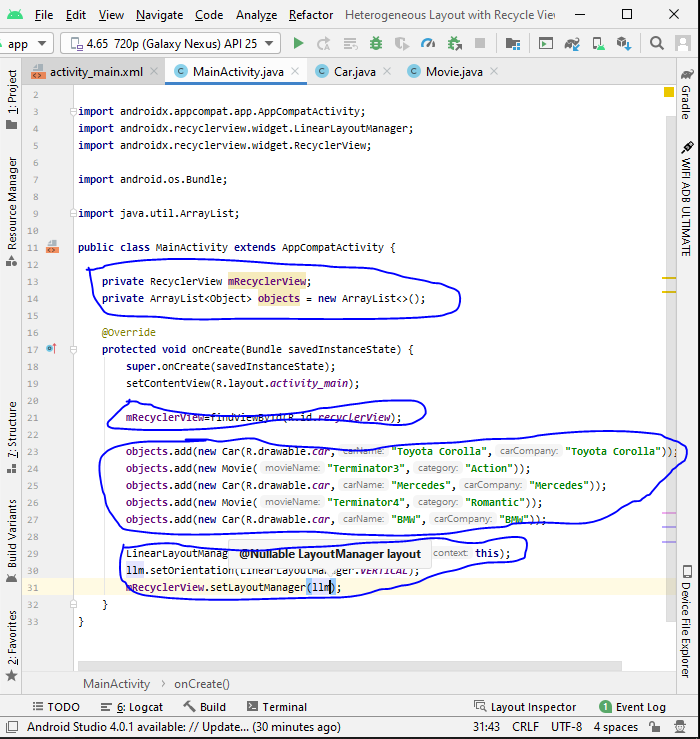 File Edit View Navigate Code Analyze Refactor Heterogeneous Layout with Recycle Viev
app 4.65 720p (Galaxy Nexus) API 25
activity_main.xml MainActivity.java Car.java Movie.java
1: Project
Resource Manager
7: Structure
Build Variants
2: Favorites
2
3 import androidx.appcompat.app.AppCompatActivity;
4 import androidx.recyclerview.widget.LinearLayoutManager;
5 import androidx.recyclerview.widget.RecyclerView;
6
7 import android.os.Bundle;
8
9 import java.util.ArrayList;
10
11 public class MainActivity extends AppCompatActivity {
12
13 private RecyclerView mRecyclerView;
14 private ArrayList<Object> objects = new ArrayList<>();
15
16 @Override
17 protected void onCreate(Bundle savedInstanceState) {
18 super.onCreate(savedInstanceState);
19 setContentView(R.layout.activity_main);
20
21 mRecyclerView=findViewById(R.id.recyclerView);
22
23 objects.add(new Car(R.drawable.car, carName: "Toyota Corolla", carCompany: "Toyota Corolla"));
24 objects.add(new Movie( movieName: "Terminator3", category: "Action"));
25 objects.add(new Car(R.drawable.car, carName: "Mercedes", carCompany: "Mercedes"));
26 objects.add(new Movie( movieName: "Terminator4", category: "Romantic"));
27 objects.add(new Car(R.drawable.car, carName: "BMW", carCompany: "BMW"));
28
29 LinearLayoutManag @Nullable LayoutManager layout context: this);
30 llm.setOrientation(LinearLayoutManager.VERTICAL);
31 mRecyclerView.setLayoutManager(llm);
32 }
33 }
Gradle
WIFI ADB ULTIMATE
Device File Explorer
MainActivity onCreate()
TODO 6: Logcat Build Terminal Layout Inspector 1 Event Log
Android Studio 4.0.1 available: // Update... (30 minutes ago) 31:43 CRLF UTF-8 4 spaces